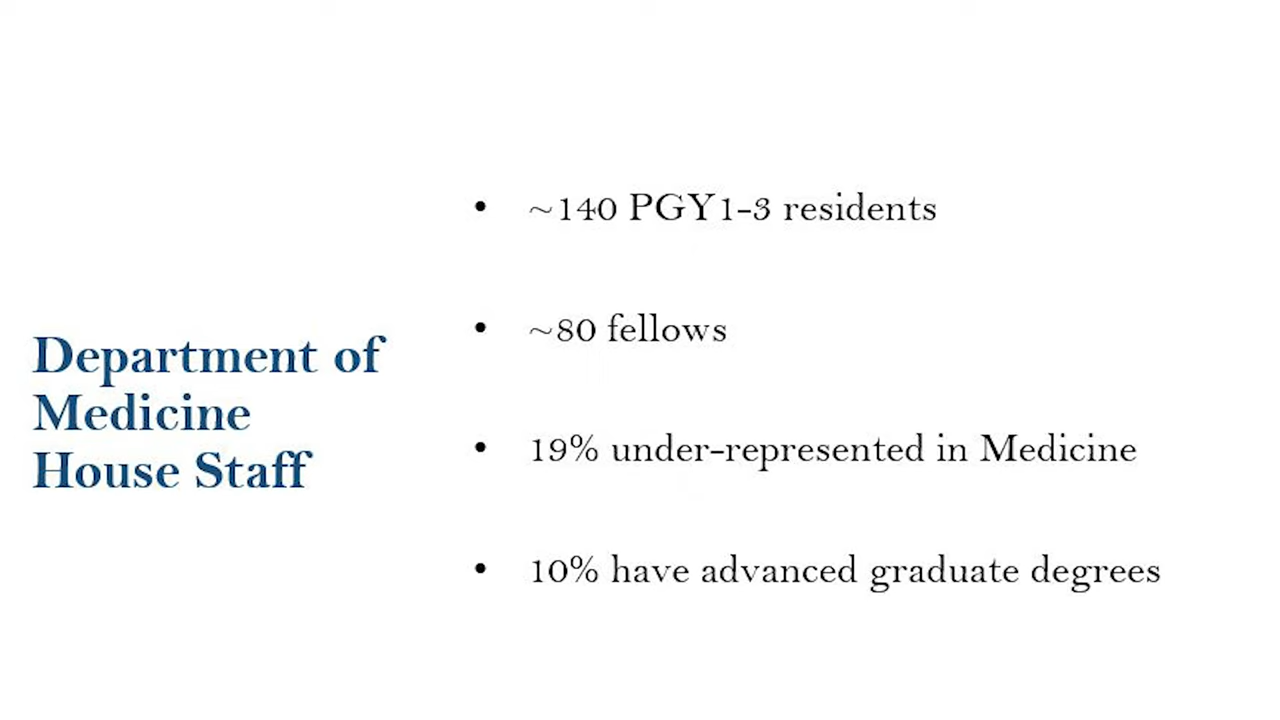 Department of
Medicine
House Staff
• ~140 PGY1-3 residents
• ~80 fellows
• 19% under-represented in Medicine
• 10% have advanced graduate degrees